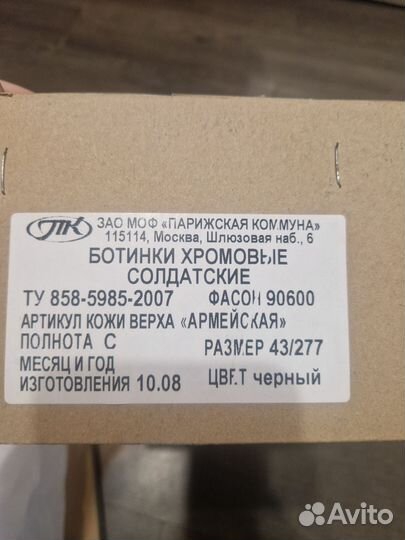 ПК ЗАО МОФ «ПАРИЖСКАЯ КОММУНА»
115114, Москва, Шлюзовая наб., 6
БОТИНКИ ХРОМОВЫЕ
СОЛДАТСКИЕ
ТУ 858-5985-2007 ФАСОН 90600
АРТИКУЛ КОЖИ ВЕРХА «АРМЕЙСКАЯ»
ПОЛНОТА С РАЗМЕР 43/277
МЕСЯЦ И ГОД
ИЗГОТОВЛЕНИЯ 10.08 ЦВЕТ черный
Avito